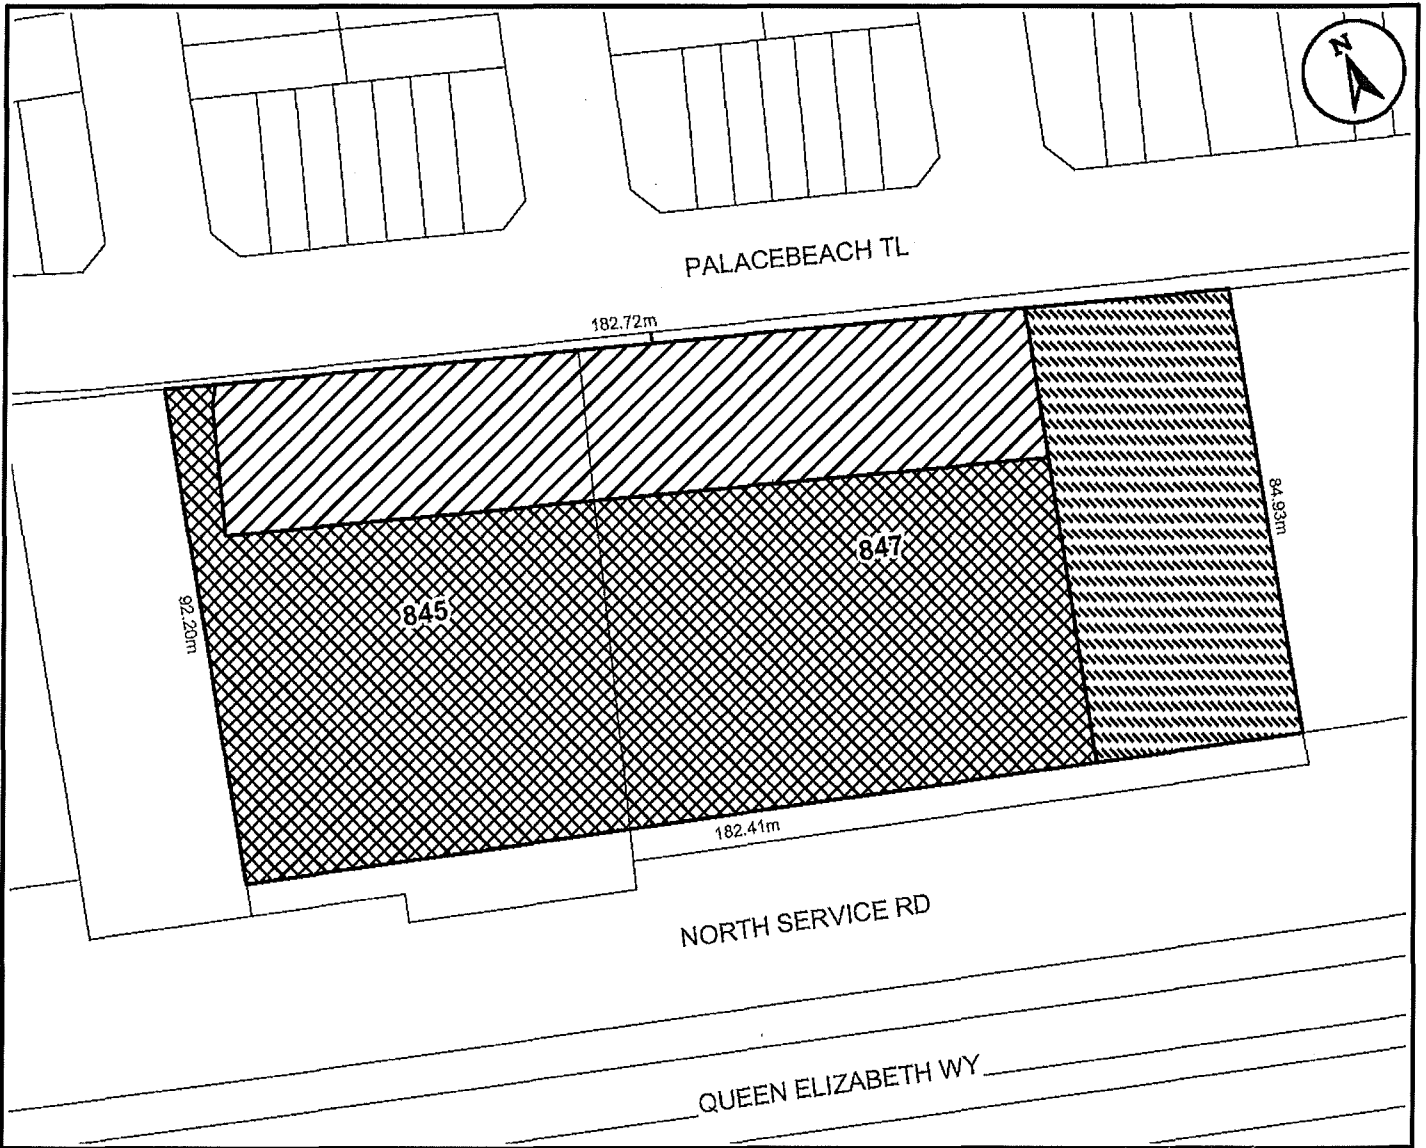 N
PALACEBEACH TL
182.72m
84.93m
847
845
92.20m
182.41m
NORTH SERVICE RD
QUEEN ELIZABETH WY